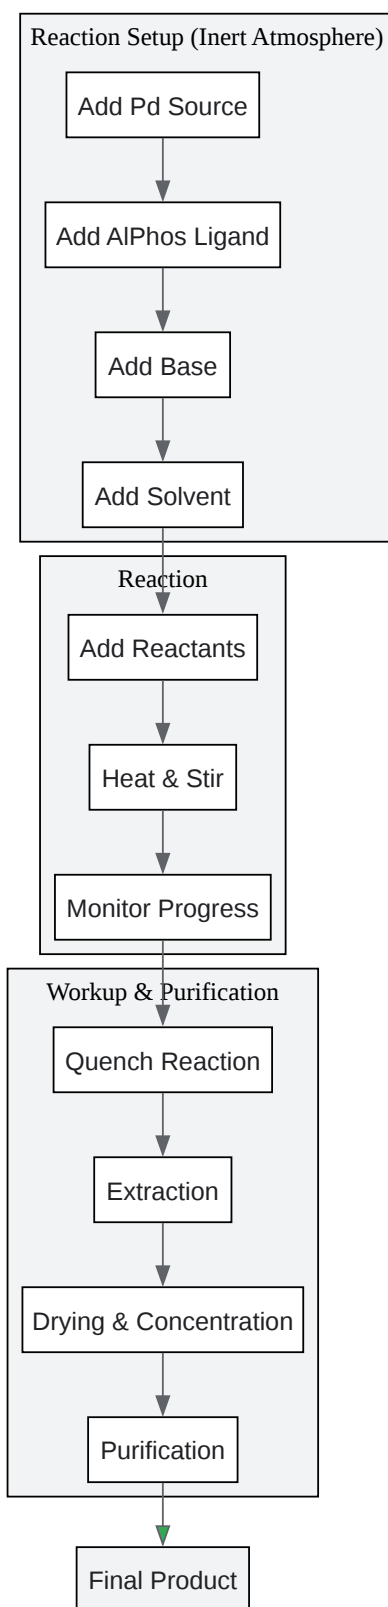 Reaction Setup (Inert Atmosphere)
Add Pd Source
Add AlPhos Ligand
Add Base
Add Solvent
Reaction
Add Reactants
Heat & Stir
Monitor Progress
Workup & Purification
Quench Reaction
Extraction
Drying & Concentration
Purification
Final Product